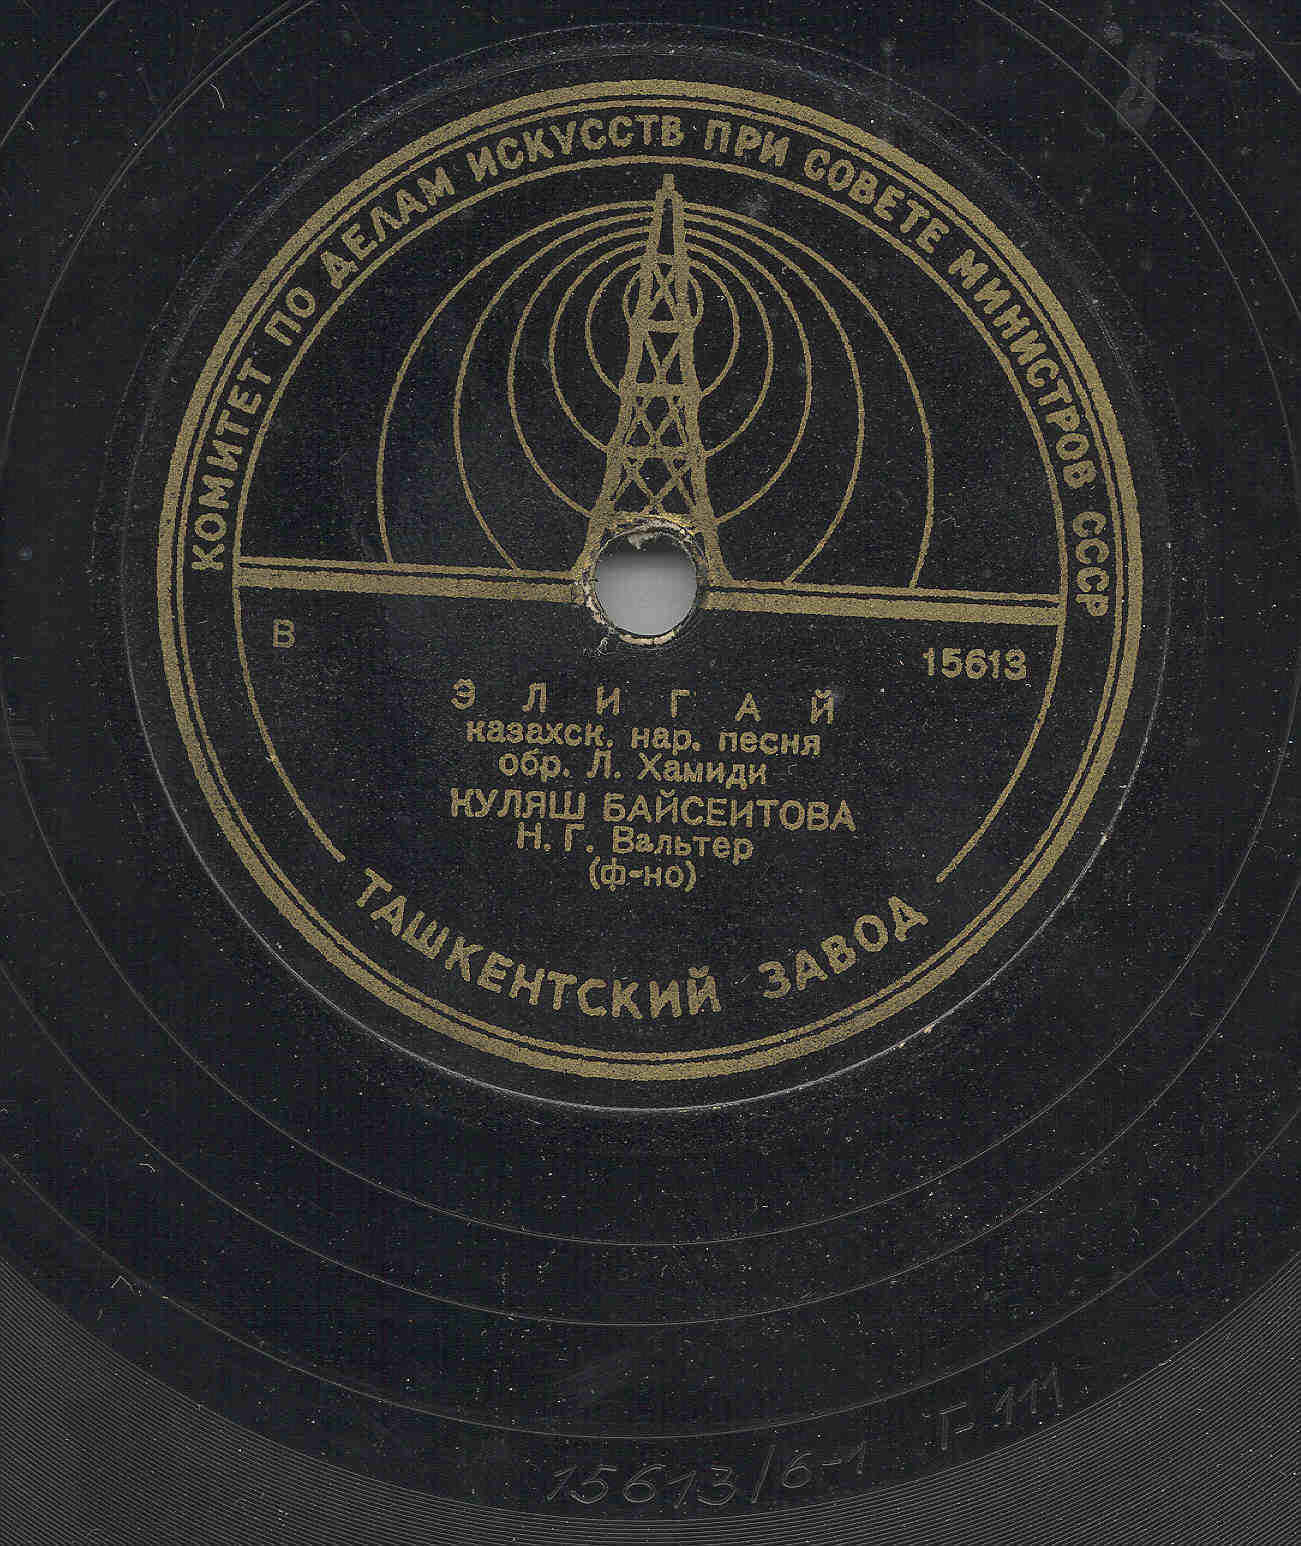 КОМИТЕТ ПО ДЕЛАМ ИСКУССТВ ПРИ СОВЕТЕ МИНИСТРОВ СССР
В
15613
ЭЛИГАЙ
казахск. нар. песня
обр. Л. Хамиди
КУЛЯШ БАЙСЕИТОВА
Н. Г. Вальтер
(ф-но)
ТАШКЕНТСКИЙ ЗАВОД
15613/6-1 Т-111